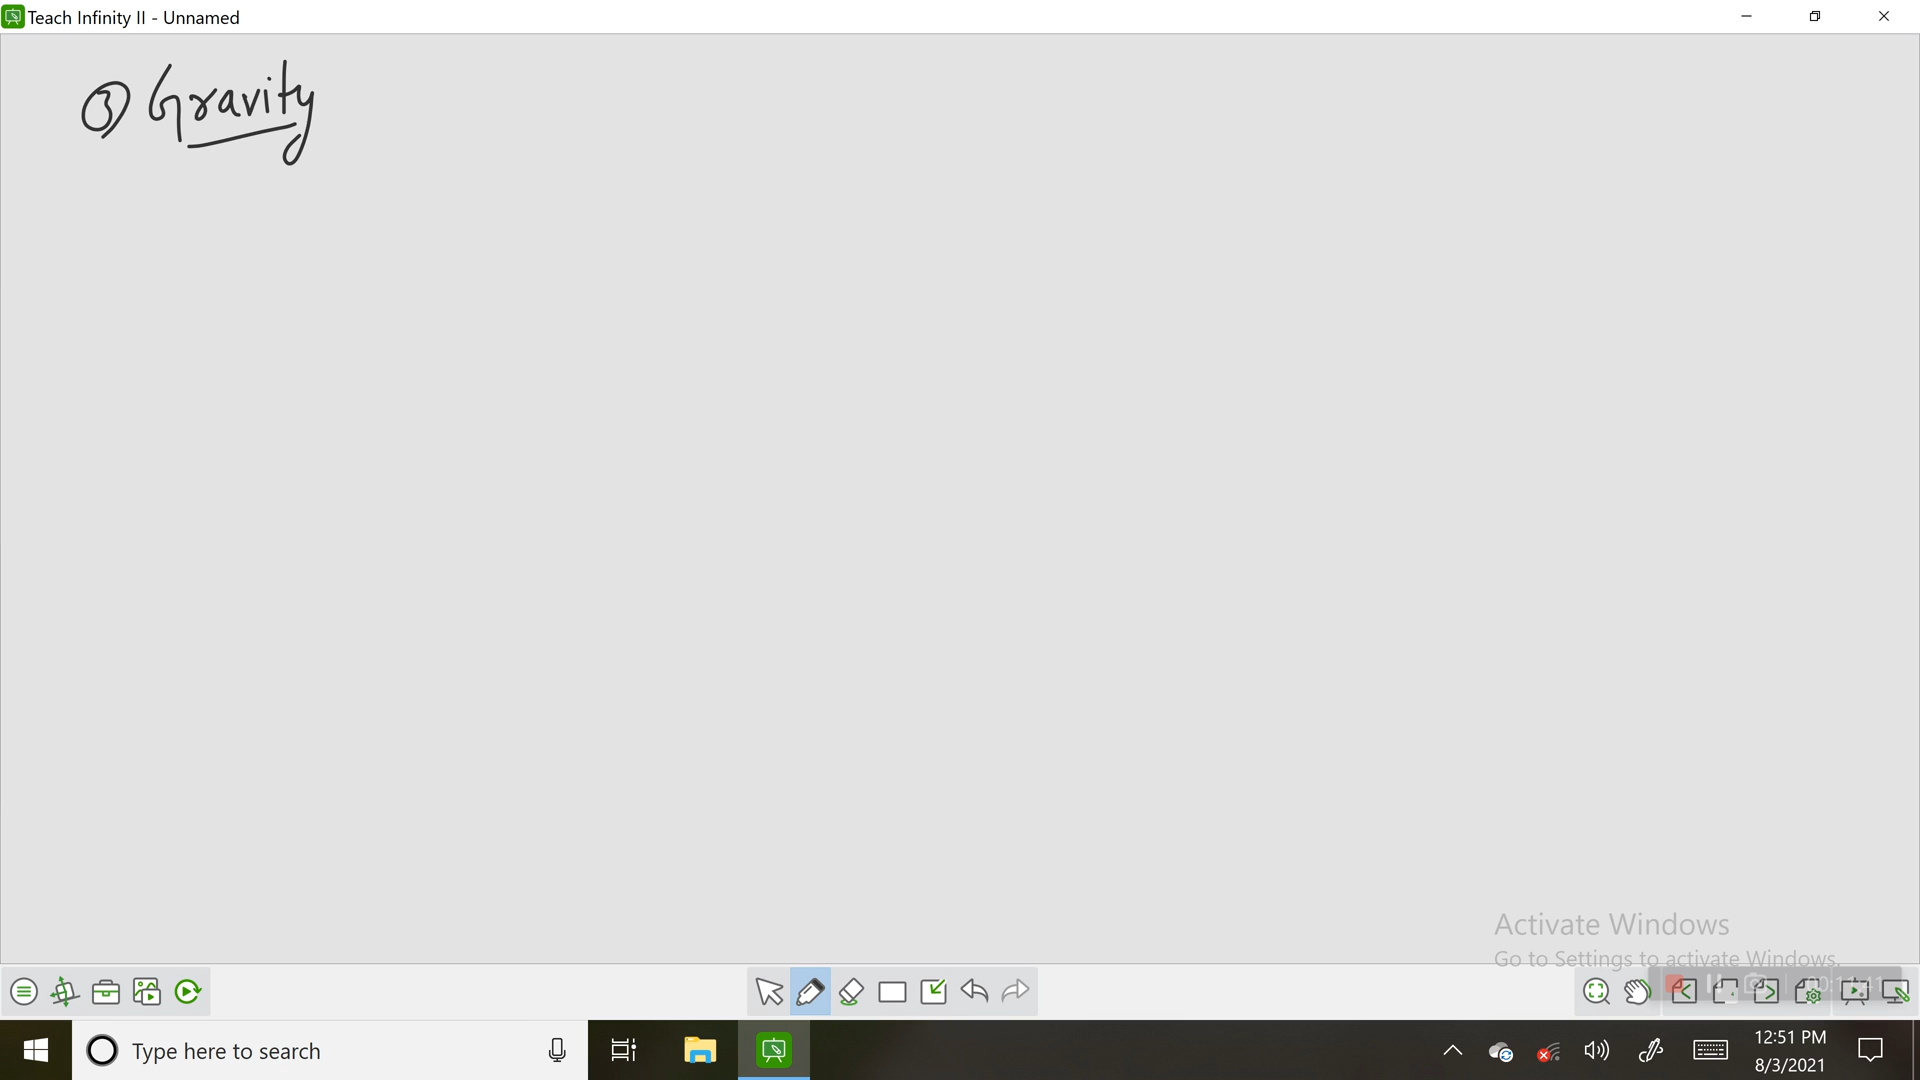 Teach Infinity II - Unnamed
③ Gravity
Activate Windows
Go to Settings to activate Windows.
Type here to search
12:51 PM
8/3/2021